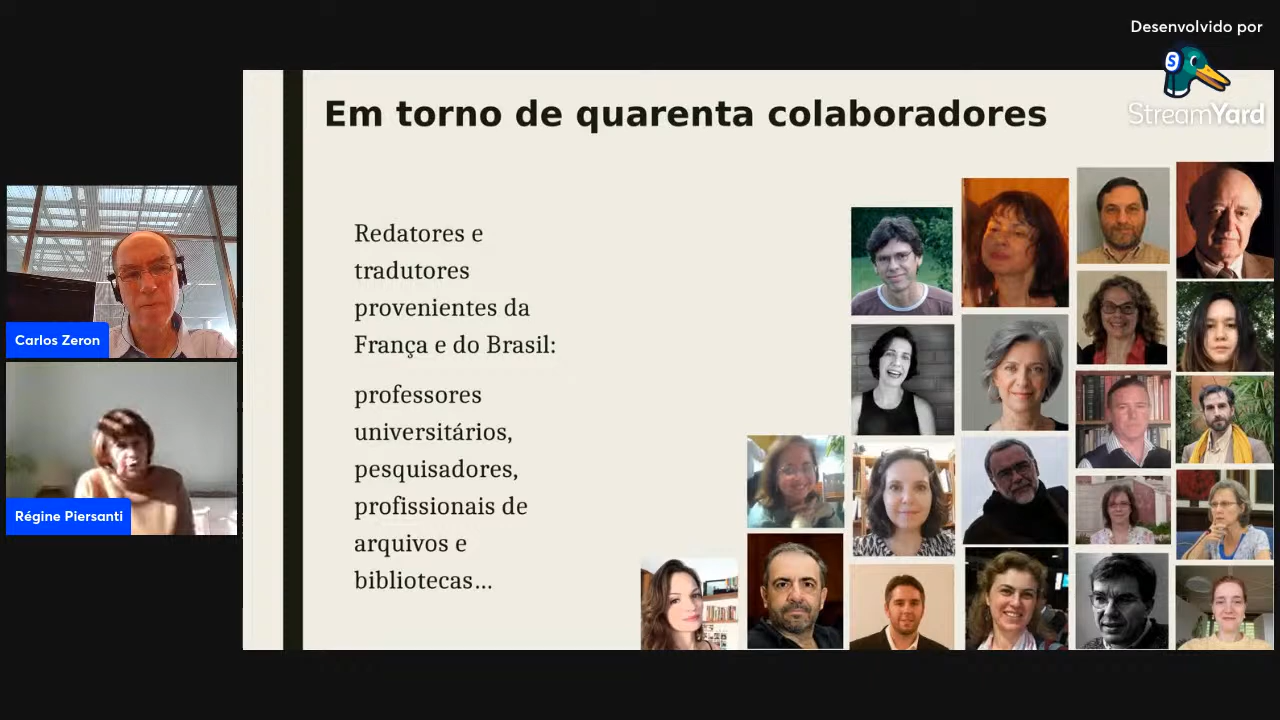 Desenvolvido por
StreamYard
Em torno de quarenta colaboradores
Redatores e
tradutores
provenientes da
França e do Brasil:
professores
universitários,
pesquisadores,
profissionais de
arquivos e
bibliotecas...
Carlos Zeron
Régine Piersanti